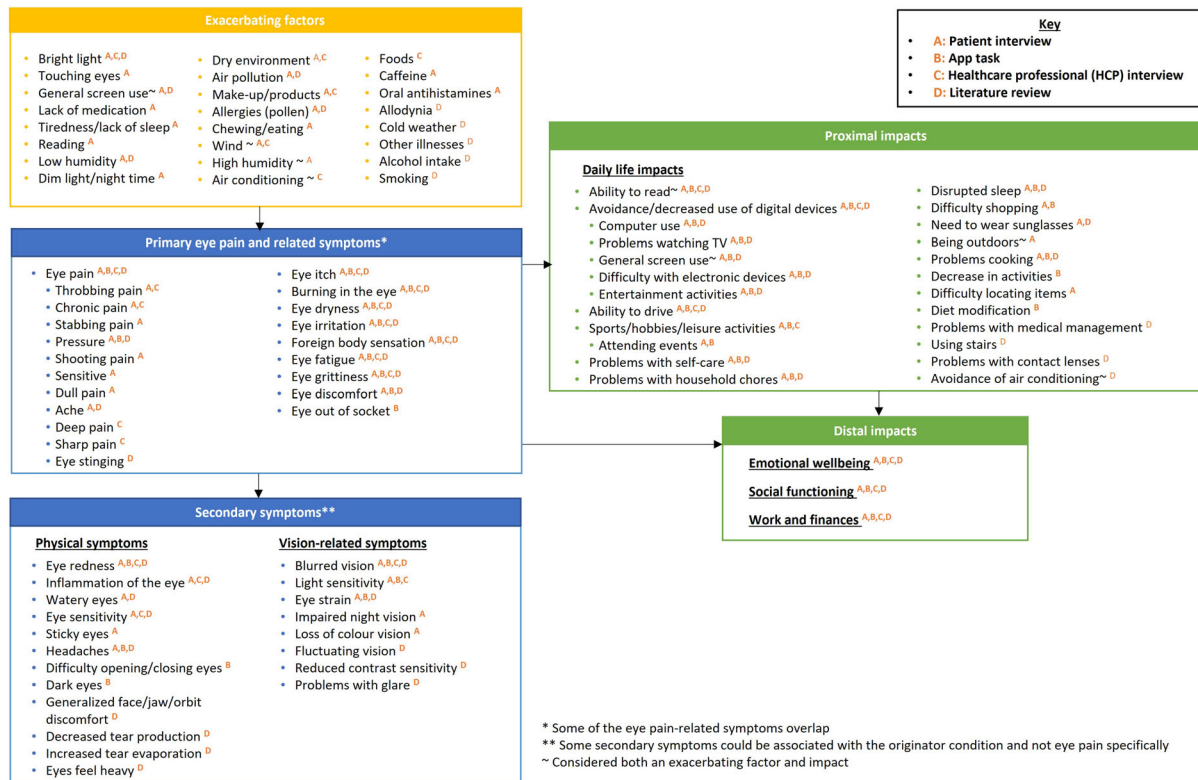 Exacerbating factors
• Bright light A,C,D
• Touching eyes A
• General screen use~ A,D
• Lack of medication A
• Tiredness/lack of sleep A
• Reading A
• Low humidity A,D
• Dim light/night time A
• Dry environment A,C
• Air pollution A,D
• Make-up/products A,C
• Allergies (pollen) A,D
• Chewing/eating A
• Wind ~ A,C
• High humidity ~ A
• Air conditioning ~ C
• Foods C
• Caffeine A
• Oral antihistamines A
• Allodynia D
• Cold weather D
• Other illnesses D
• Alcohol intake D
• Smoking D
Key
• A: Patient interview
• B: App task
• C: Healthcare professional (HCP) interview
• D: Literature review
Primary eye pain and related symptoms*
• Eye pain A,B,C,D
• Throbbing pain A,C
• Chronic pain A,C
• Stabbing pain A
• Pressure A,B,D
• Shooting pain A
• Sensitive A
• Dull pain A
• Ache A,D
• Deep pain C
• Sharp pain C
• Eye stinging D
• Eye itch A,B,C,D
• Burning in the eye A,B,C,D
• Eye dryness A,B,C,D
• Eye irritation A,B,C,D
• Foreign body sensation A,B,C,D
• Eye fatigue A,B,C,D
• Eye grittiness A,B,C,D
• Eye discomfort A,B,D
• Eye out of socket B
Proximal impacts
Daily life impacts
• Ability to read~ A,B,C,D
• Avoidance/decreased use of digital devices A,B,C,D
• Computer use A,B,D
• Problems watching TV A,B,D
• General screen use~ A,B,D
• Difficulty with electronic devices A,B,D
• Entertainment activities A,B,D
• Ability to drive A,B,C,D
• Sports/hobbies/leisure activities A,B,C
• Attending events A,B
• Problems with self-care A,B,D
• Problems with household chores A,B,D
• Disrupted sleep A,B,D
• Difficulty shopping A,B
• Need to wear sunglasses A,D
• Being outdoors~ A
• Problems cooking A,B,D
• Decrease in activities B
• Difficulty locating items A
• Diet modification B
• Problems with medical management D
• Using stairs D
• Problems with contact lenses D
• Avoidance of air conditioning~ D
Distal impacts
Emotional wellbeing A,B,C,D
Social functioning A,B,C,D
Work and finances A,B,C,D
Secondary symptoms**
Physical symptoms
• Eye redness A,B,C,D
• Inflammation of the eye A,C,D
• Watery eyes A,D
• Eye sensitivity A,C,D
• Sticky eyes A
• Headaches A,B,D
• Difficulty opening/closing eyes B
• Dark eyes B
• Generalized face/jaw/orbit
discomfort D
• Decreased tear production D
• Increased tear evaporation D
• Eyes feel heavy D
Vision-related symptoms
• Blurred vision A,B,C,D
• Light sensitivity A,B,C
• Eye strain A,B,D
• Impaired night vision A
• Loss of colour vision A
• Fluctuating vision D
• Reduced contrast sensitivity D
• Problems with glare D
* Some of the eye pain-related symptoms overlap
** Some secondary symptoms could be associated with the originator condition and not eye pain specifically
~ Considered both an exacerbating factor and impact